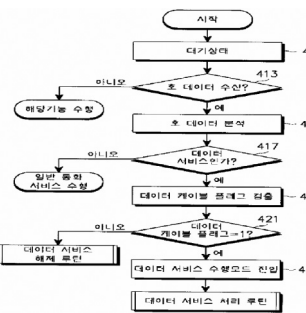 시작
대기상태
4
413
아니오
호 데이터 수신?
해당기능 수행
예
호 데이터 분석
4
417
아니오
데이터
서비스인가?
일반 통화
서비스 수행
예
데이터 케이블 플래그 검출
4
421
아니오
데이터
케이블 플래그=1?
데이터 서비스
해제 루틴
예
데이터 서비스 수행모드 진입
4
데이터 서비스 처리 루틴